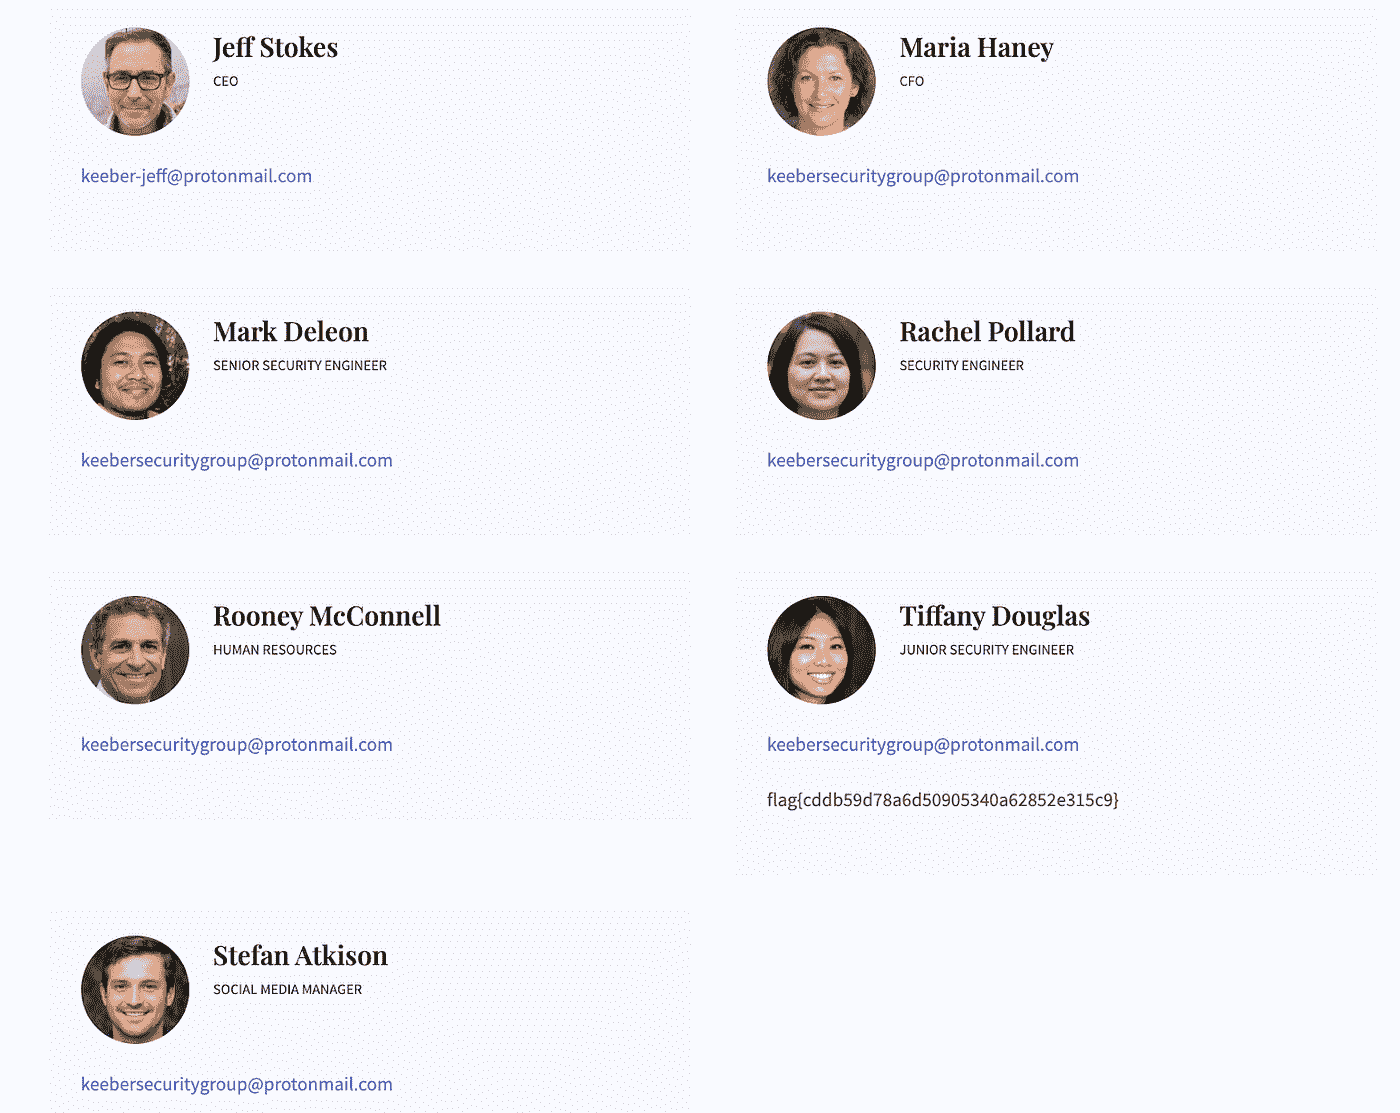 Jeff Stokes
CEO
keeber-jeff@protonmail.com
Maria Haney
CFO
keebersecuritygroup@protonmail.com
Mark Deleon
SENIOR SECURITY ENGINEER
keebersecuritygroup@protonmail.com
Rachel Pollard
SECURITY ENGINEER
keebersecuritygroup@protonmail.com
Rooney McConnell
HUMAN RESOURCES
keebersecuritygroup@protonmail.com
Tiffany Douglas
JUNIOR SECURITY ENGINEER
keebersecuritygroup@protonmail.com
flag{cddb59d78a6d50905340a62852e315c9}
Stefan Atkison
SOCIAL MEDIA MANAGER
keebersecuritygroup@protonmail.com